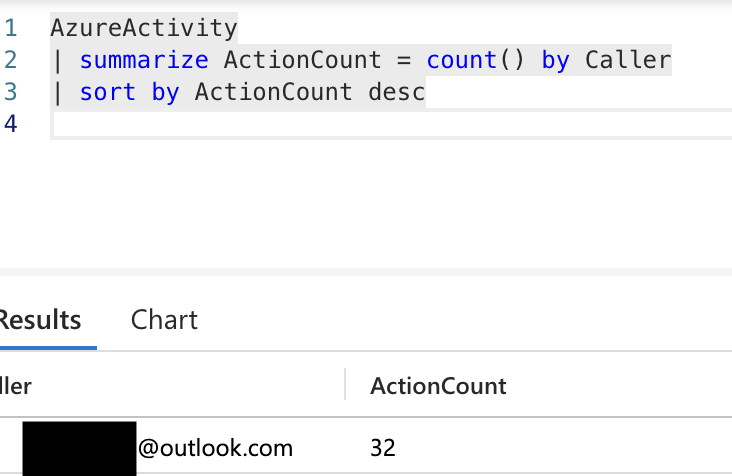 1 AzureActivity
2 | summarize ActionCount = count() by Caller
3 | sort by ActionCount desc
4
Results Chart
ller ActionCount
@outlook.com 32